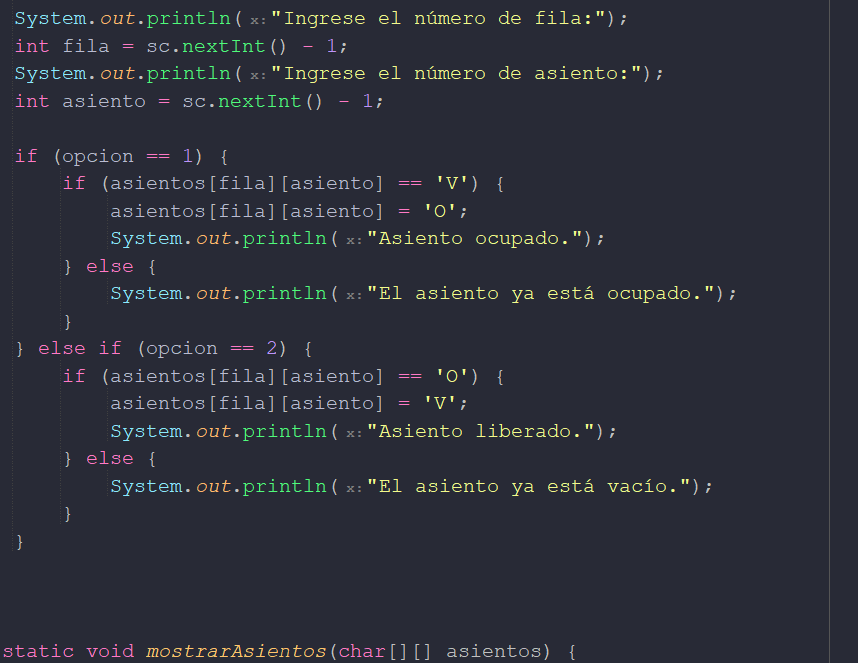 System.out.println( x: "Ingrese el número de fila:");
int fila = sc.nextInt() - 1;
System.out.println( x: "Ingrese el número de asiento:");
int asiento = sc.nextInt() - 1;
if (opcion == 1) {
if (asientos[fila][asiento] == 'V') {
asientos[fila][asiento] = 'O';
System.out.println( x: "Asiento ocupado.");
} else {
System.out.println( x: "El asiento ya está ocupado.");
}
} else if (opcion == 2) {
if (asientos[fila][asiento] == 'O') {
asientos[fila][asiento] = 'V';
System.out.println( x: "Asiento liberado.");
} else {
System.out.println( x: "El asiento ya está vacío.");
}
}
static void mostrarAsientos(char[][] asientos) {